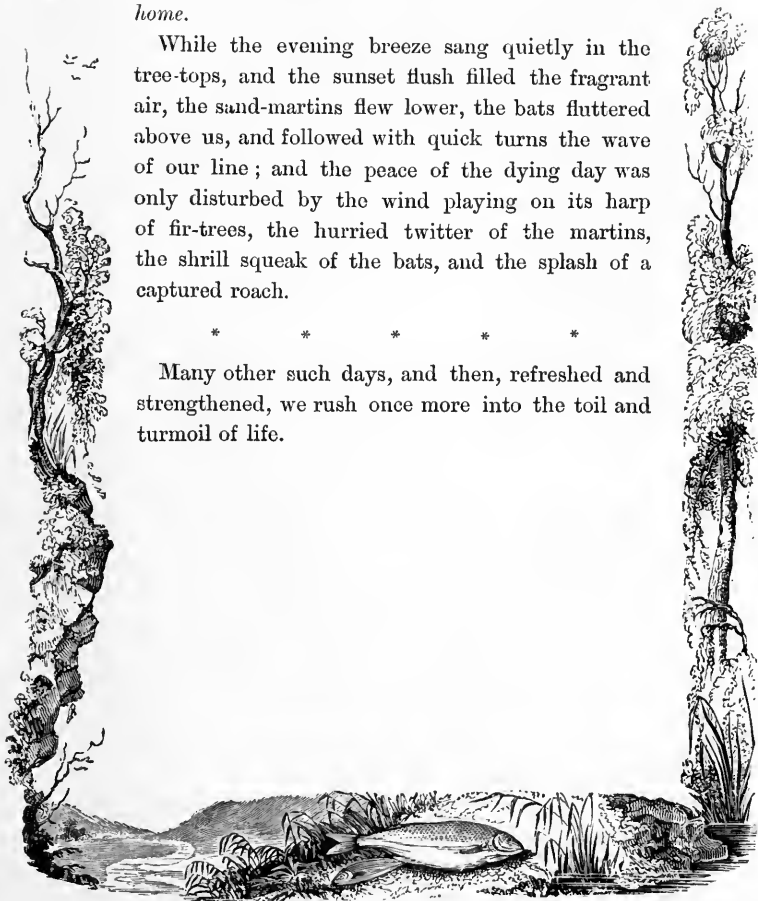 home.
While the evening breeze sang quietly in the
tree-tops, and the sunset flush filled the fragrant
air, the sand-martins flew lower, the bats fluttered
above us, and followed with quick turns the wave
of our line; and the peace of the dying day was
only disturbed by the wind playing on its harp
of fir-trees, the hurried twitter of the martins,
the shrill squeak of the bats, and the splash of a
captured roach.
* * * * *
Many other such days, and then, refreshed and
strengthened, we rush once more into the toil and
turmoil of life.